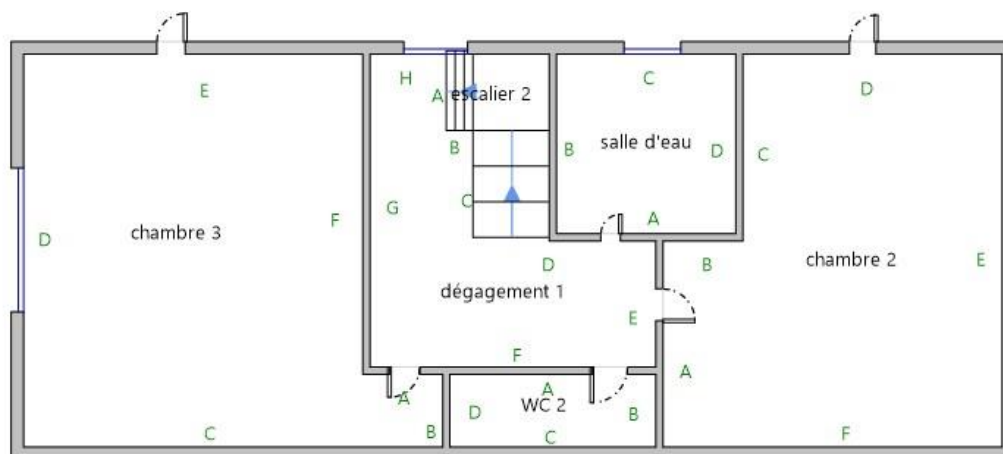 E
H
A
escalier 2
C
D
B
B
salle d'eau
D
C
F
G
C
A
chambre 3
D
D
B
chambre 2
E
dégagement 1
E
F
A
A
A
D
WC 2
B
C
B
C
F